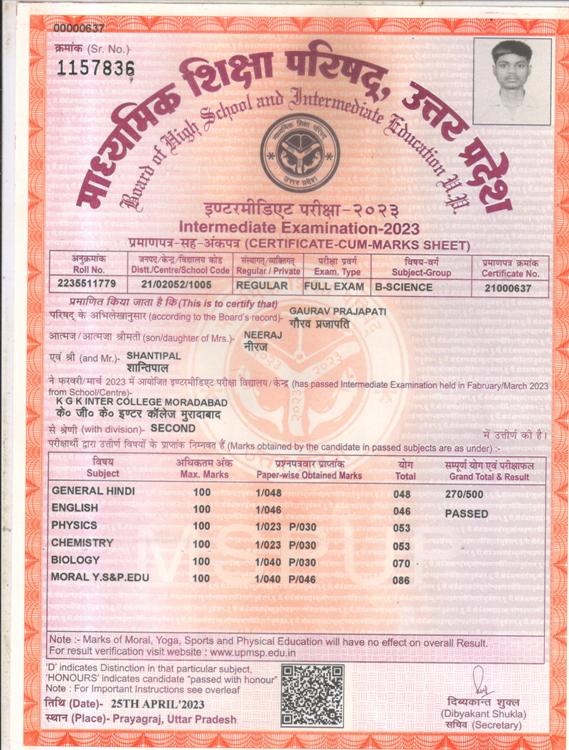 00000637
क्रमांक (Sr. No.)
1157836
माध्यमिक शिक्षा परिषद्, उत्तर प्रदेश
Board of High School and Intermediate Education U.P.
इण्टरमीडिएट परीक्षा-२०२३
Intermediate Examination-2023
प्रमाणपत्र-सह-अंकपत्र (CERTIFICATE-CUM-MARKS SHEET)
अनुक्रमांक जनपद/केन्द्र/विद्यालय कोड संस्थागत/व्यक्तिगत परीक्षा प्रवर्ग विषय-वर्ग प्रमाणपत्र क्रमांक
Roll No. Distt./Centre/School Code Regular / Private Exam. Type Subject-Group Certificate No.
2235511779 21/02052/1005 REGULAR FULL EXAM B-SCIENCE 21000637
प्रमाणित किया जाता है कि (This is to certify that)
परिषद् के अभिलेखानुसार (according to the Board's record)- GAURAV PRAJAPATI
गौरव प्रजापति
आत्मज/आत्मजा श्रीमती (son/daughter of Mrs.)- NEERAJ
नीरज
एवं श्री (and Mr.)- SHANTIPAL
शान्तिपाल
ने फरवरी/मार्च 2023 में आयोजित इण्टरमीडिएट परीक्षा विद्यालय/केन्द्र (has passed Intermediate Examination held in Fabruary/March 2023
from School/Centre)-
K G K INTER COLLEGE MORADABAD
के० जी० के० इण्टर कॉलेज मुरादाबाद
से श्रेणी (with division)- SECOND में उत्तीर्ण की है।
परीक्षार्थी द्वारा उत्तीर्ण विषयों के प्राप्तांक निम्नवत हैं (Marks obtained by the candidate in passed subjects are as under) :-
विषय अधिकतम अंक प्रश्नपत्रवार प्राप्तांक योग सम्पूर्ण योग एवं परीक्षाफल
Subject Max. Marks Paper-wise Obtained Marks Total Grand Total & Result
GENERAL HINDI 100 1/048 048 270/500
ENGLISH 100 1/046 046 PASSED
PHYSICS 100 1/023 P/030 053
CHEMISTRY 100 1/023 P/030 053
BIOLOGY 100 1/040 P/030 070
MORAL Y.S&P.EDU 100 1/040 P/046 086
Note :- Marks of Moral, Yoga, Sports and Physical Education will have no effect on overall Result.
For result verification visit website : www.upmsp.edu.in
'D' indicates Distinction in that particular subject,
'HONOURS' indicates candidate "passed with honour"
Note : For Important Instructions see overleaf
तिथि (Date)- 25TH APRIL'2023
स्थान (Place)- Prayagraj, Uttar Pradesh
दिब्यकान्त शुक्ल
(Dibyakant Shukla)
सचिव (Secretary)